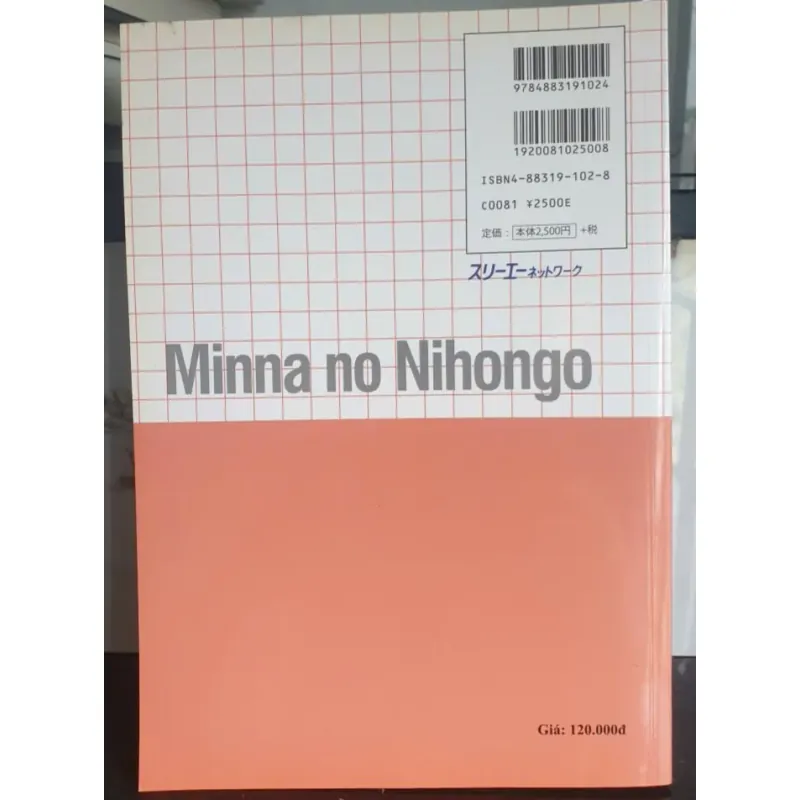 9784883191024
1920081025008
ISBN4-88319-102-8
C0081 ¥2500E
定価：本体2,500円 +税
スリーエーネットワーク
Minna no Nihongo
Giá: 120.000đ